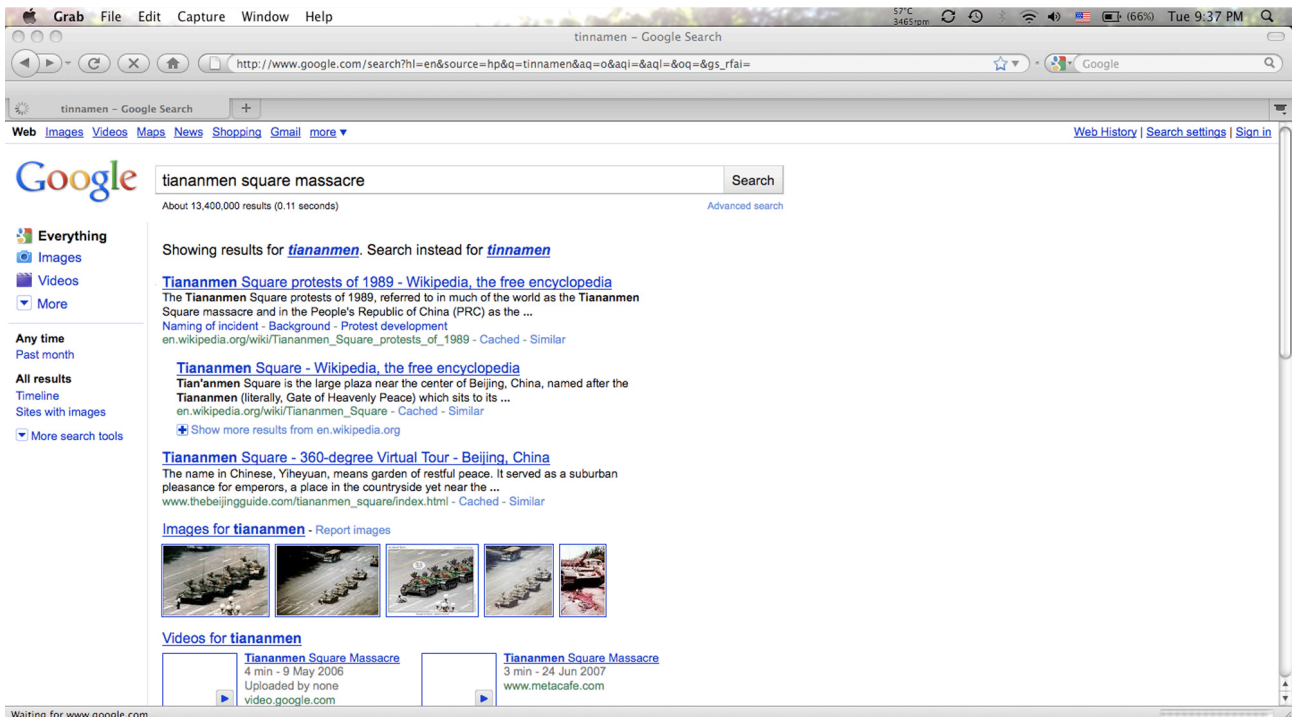 Grab File Edit Capture Window Help 57°C 3465rpm (66%) Tue 9:37 PM
tinnamen – Google Search
http://www.google.com/search?hl=en&source=hp&q=tinnamen&aq=o&aqi=&aql=&oq=&gs_rfai= Google
tinnamen – Google Search +
Web Images Videos Maps News Shopping Gmail more Web History | Search settings | Sign in
Google tiananmen square massacre Search
About 13,400,000 results (0.11 seconds) Advanced search
Everything
Images
Videos
More
Any time
Past month
All results
Timeline
Sites with images
More search tools
Showing results for tiananmen. Search instead for tinnamen
Tiananmen Square protests of 1989 - Wikipedia, the free encyclopedia
The Tiananmen Square protests of 1989, referred to in much of the world as the Tiananmen
Square massacre and in the People's Republic of China (PRC) as the ...
Naming of incident - Background - Protest development
en.wikipedia.org/wiki/Tiananmen_Square_protests_of_1989 - Cached - Similar
Tiananmen Square - Wikipedia, the free encyclopedia
Tian'anmen Square is the large plaza near the center of Beijing, China, named after the
Tiananmen (literally, Gate of Heavenly Peace) which sits to its ...
en.wikipedia.org/wiki/Tiananmen_Square - Cached - Similar
Show more results from en.wikipedia.org
Tiananmen Square - 360-degree Virtual Tour - Beijing, China
The name in Chinese, Yiheyuan, means garden of restful peace. It served as a suburban
pleasance for emperors, a place in the countryside yet near the ...
www.thebeijingguide.com/tiananmen_square/index.html - Cached - Similar
Images for tiananmen - Report images
Videos for tiananmen
Tiananmen Square Massacre
4 min - 9 May 2006
Uploaded by none
video.google.com
Tiananmen Square Massacre
3 min - 24 Jun 2007
www.metacafe.com
Waiting for www.google.com